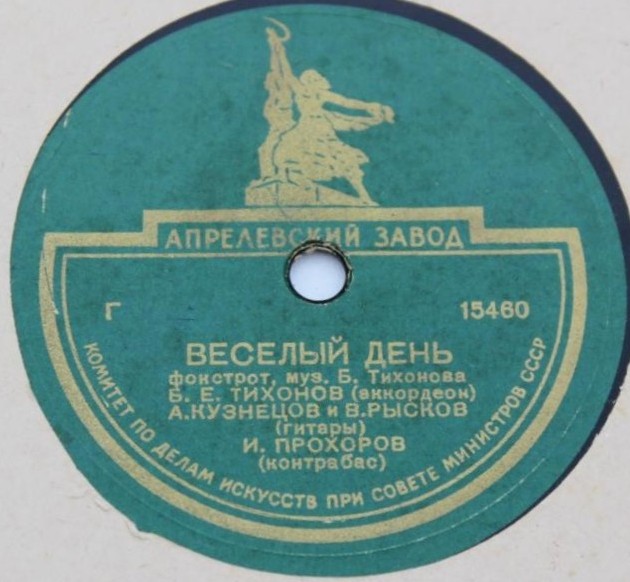 АПРЕЛЕВСКИЙ ЗАВОД
Г 15460
ВЕСЕЛЫЙ ДЕНЬ
фокстрот, муз. Б. Тихонова
Б. Е. ТИХОНОВ (аккордеон)
А.КУЗНЕЦОВ и В.РЫСКОВ
(гитары)
И. ПРОХОРОВ
(контрабас)
КОМИТЕТ ПО ДЕЛАМ ИСКУССТВ ПРИ СОВЕТЕ МИНИСТРОВ СССР